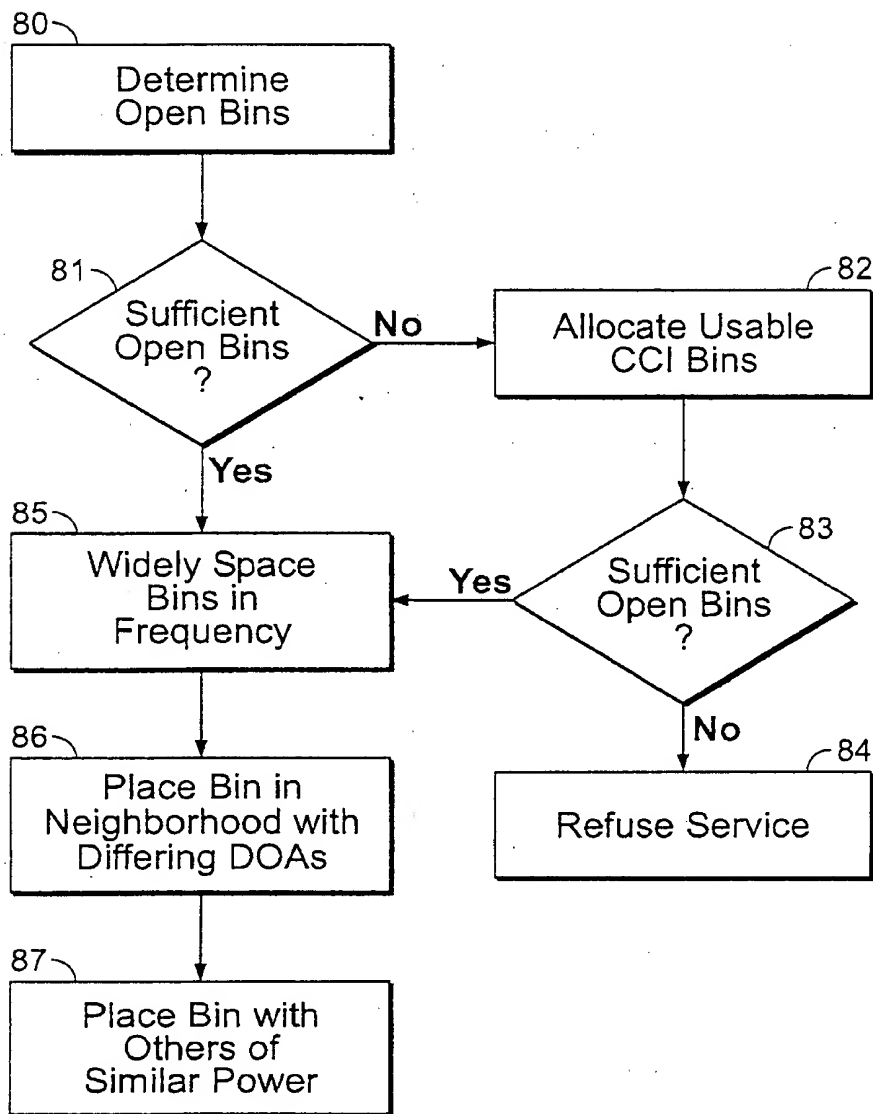 80
Determine
Open Bins
81
Sufficient
Open Bins
?
No
Yes
82
Allocate Usable
CCI Bins
83
Sufficient
Open Bins
?
Yes
No
84
Refuse Service
85
Widely Space
Bins in
Frequency
86
Place Bin in
Neighborhood with
Differing DOAs
87
Place Bin with
Others of
Similar Power